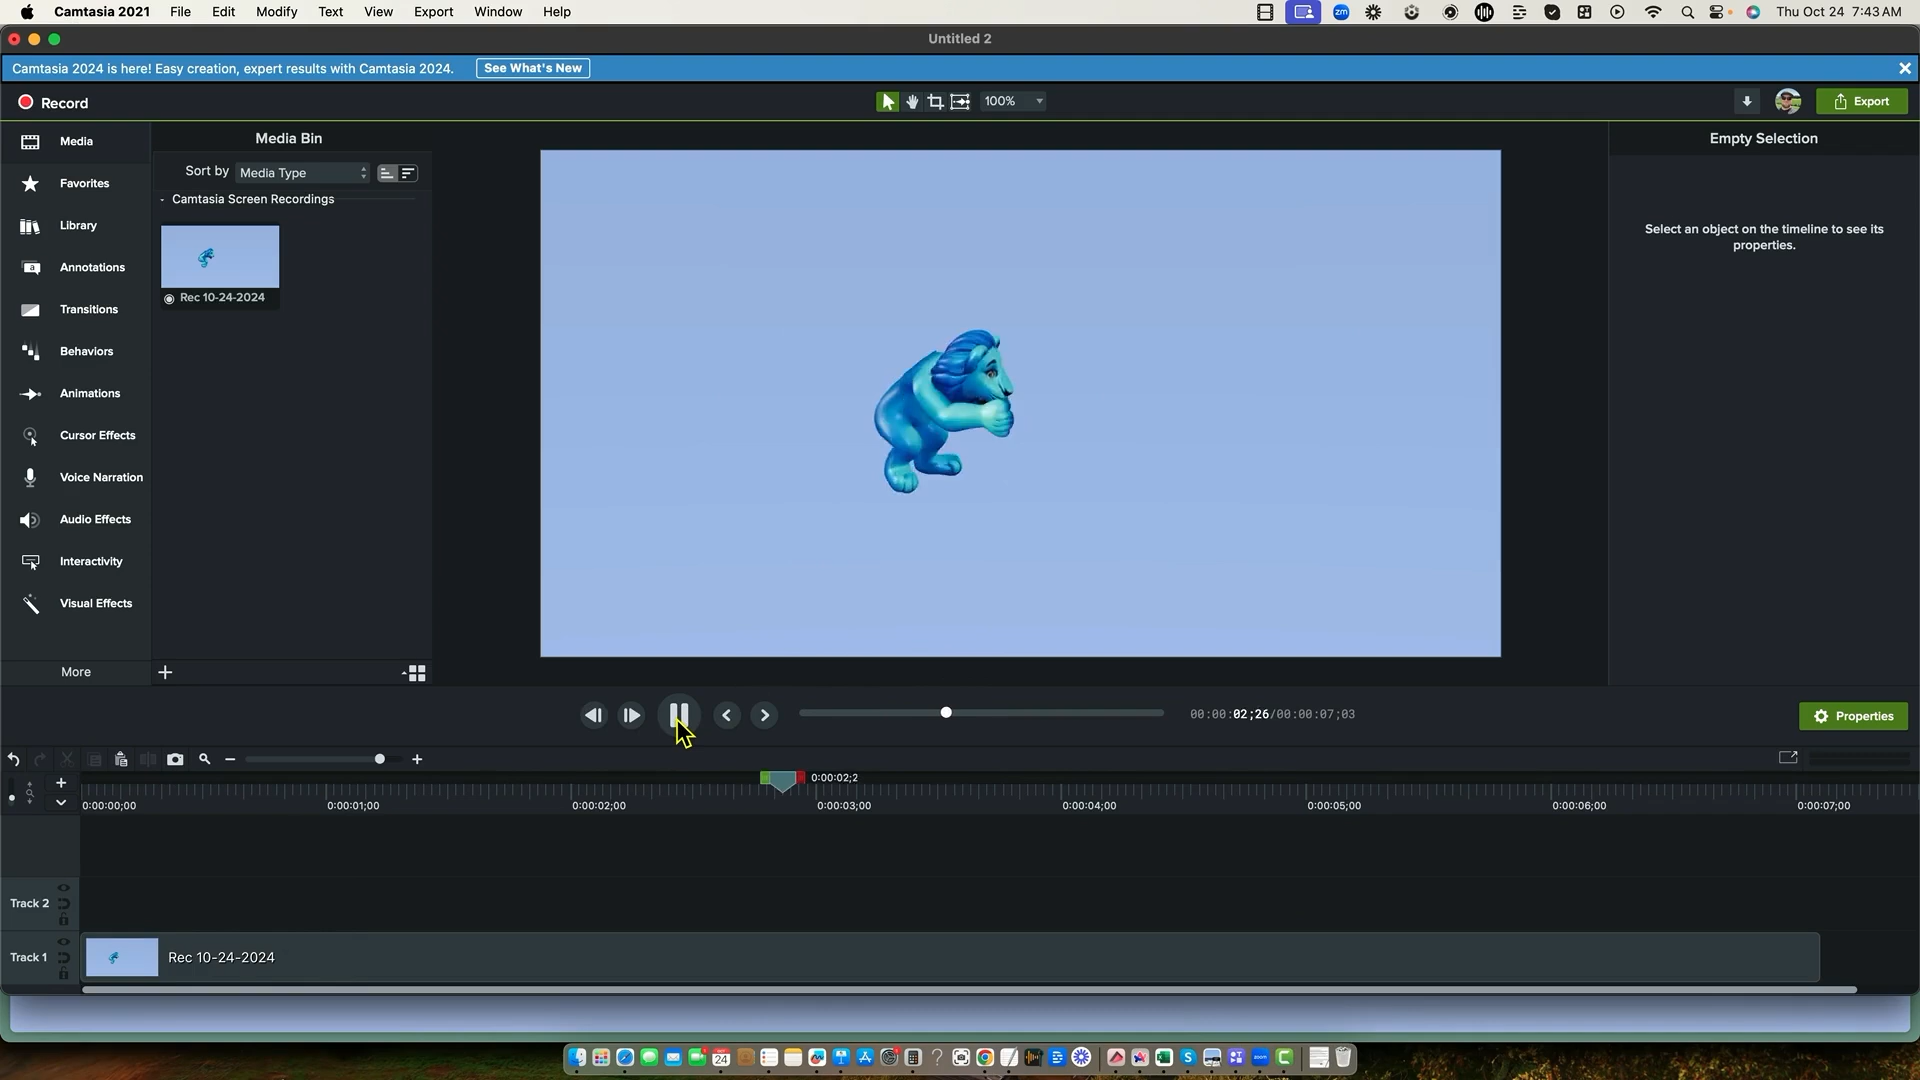 Camtasia 2021 File Edit Modify Text View Export Window Help
zm
Thu Oct 24 7:43 AM
Untitled 2
Camtasia 2024 is here! Easy creation, expert results with Camtasia 2024. See What's New
Record
100%
Export
Media
Favorites
Library
Annotations
Transitions
Behaviors
Animations
Cursor Effects
Voice Narration
Audio Effects
Interactivity
Visual Effects
More
Media Bin
Sort by Media Type
Camtasia Screen Recordings
Rec 10-24-2024
Empty Selection
Select an object on the timeline to see its
properties.
00:00:02;26/00:00:07;03
Properties
0:00:02;2
0:00:00;00 0:00:01;00 0:00:02;00 0:00:03;00 0:00:04;00 0:00:05;00 0:00:06;00 0:00:07;00
Track 2
Track 1
Rec 10-24-2024
24